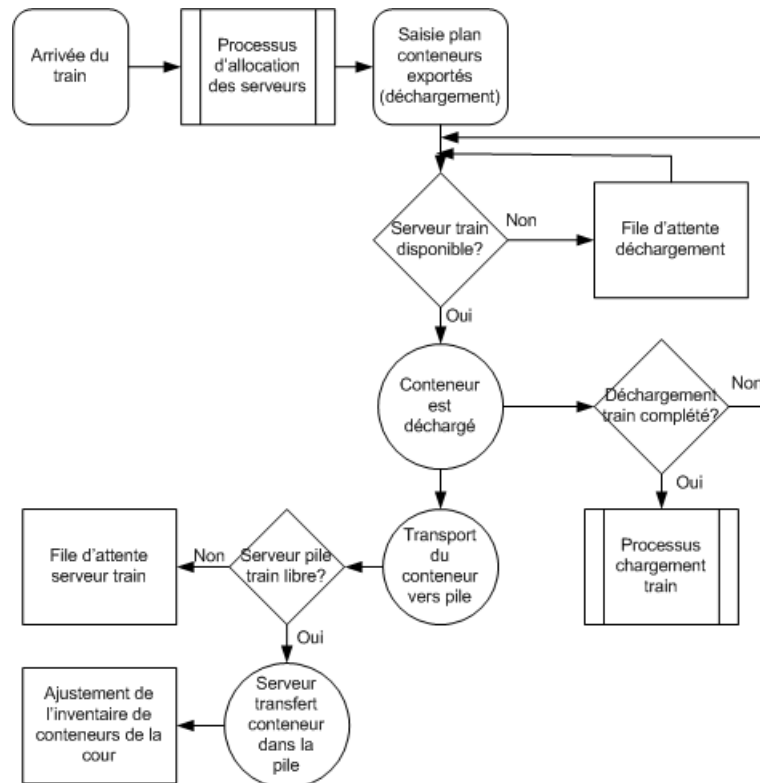 Arrivée du
train
Processus
d'allocation
des serveurs
Saisie plan
conteneurs
exportés
(déchargement)
Serveur train
disponible?
Non
File d'attente
déchargement
Oui
Conteneur
est
déchargé
Déchargement
train complété?
Non
Oui
Processus
chargement
train
Transport
du
conteneur
vers pile
Serveur pile
train libre?
Non
File d'attente
serveur train
Oui
Serveur
transfert
conteneur
dans la
pile
Ajustement de
l'inventaire de
conteneurs de la
cour